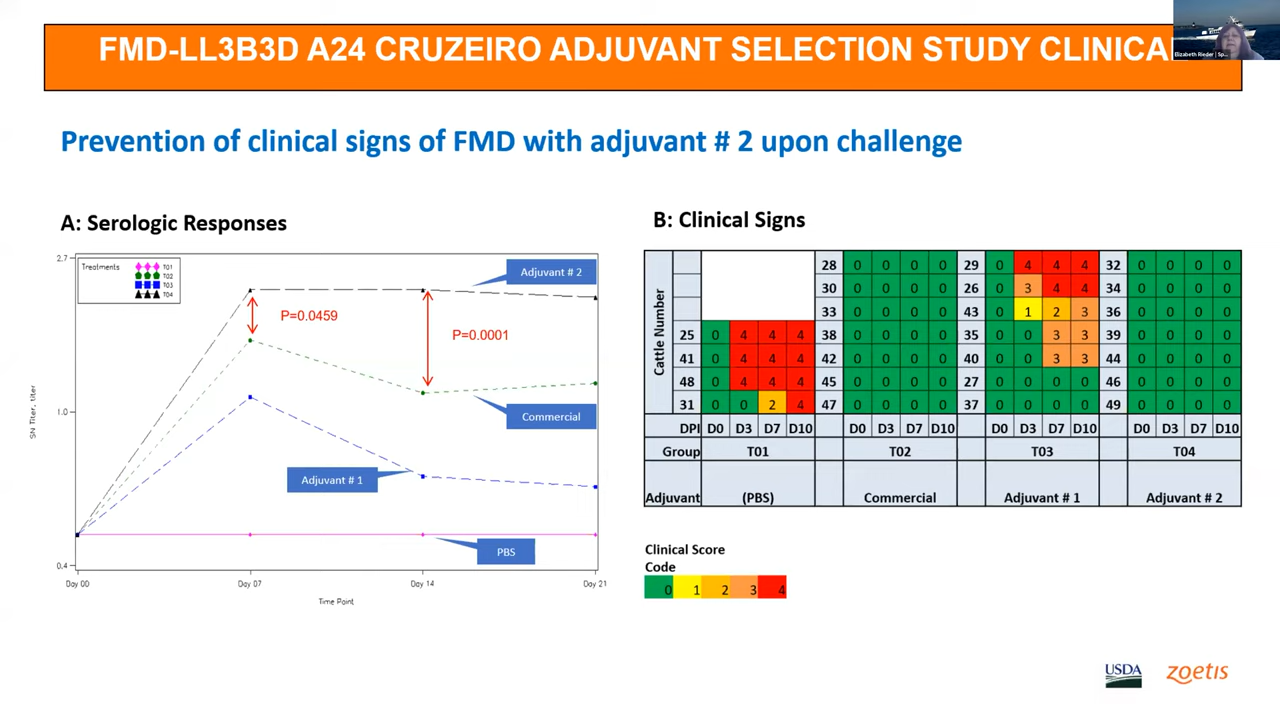 FMD-LL3B3D A24 CRUZEIRO ADJUVANT SELECTION STUDY CLINICA
Elizabeth Rieder | Sp...
Prevention of clinical signs of FMD with adjuvant # 2 upon challenge
A: Serologic Responses
2.7
1.0
0.4
SN Titer, titer
Treatments
T01
T02
T03
T04
Adjuvant # 2
P=0.0459
P=0.0001
Commercial
Adjuvant # 1
PBS
Day 00 Day 07 Day 14 Day 21
Time Point
B: Clinical Signs
Cattle Number
28 0 0 0 0 29 0 4 4 4 32 0 0 0 0
30 0 0 0 0 26 0 3 4 4 34 0 0 0 0
33 0 0 0 0 43 0 1 2 3 36 0 0 0 0
25 0 4 4 4 38 0 0 0 0 35 0 0 3 3 39 0 0 0 0
41 0 4 4 4 42 0 0 0 0 40 0 0 3 3 44 0 0 0 0
48 0 4 4 4 45 0 0 0 0 27 0 0 0 0 46 0 0 0 0
31 0 0 2 4 47 0 0 0 0 37 0 0 0 0 49 0 0 0 0
DPI D0 D3 D7 D10 D0 D3 D7 D10 D0 D3 D7 D10 D0 D3 D7 D10
Group T01 T02 T03 T04
Adjuvant (PBS) Commercial Adjuvant # 1 Adjuvant # 2
Clinical Score
Code
0 1 2 3 4
USDA
zoetis